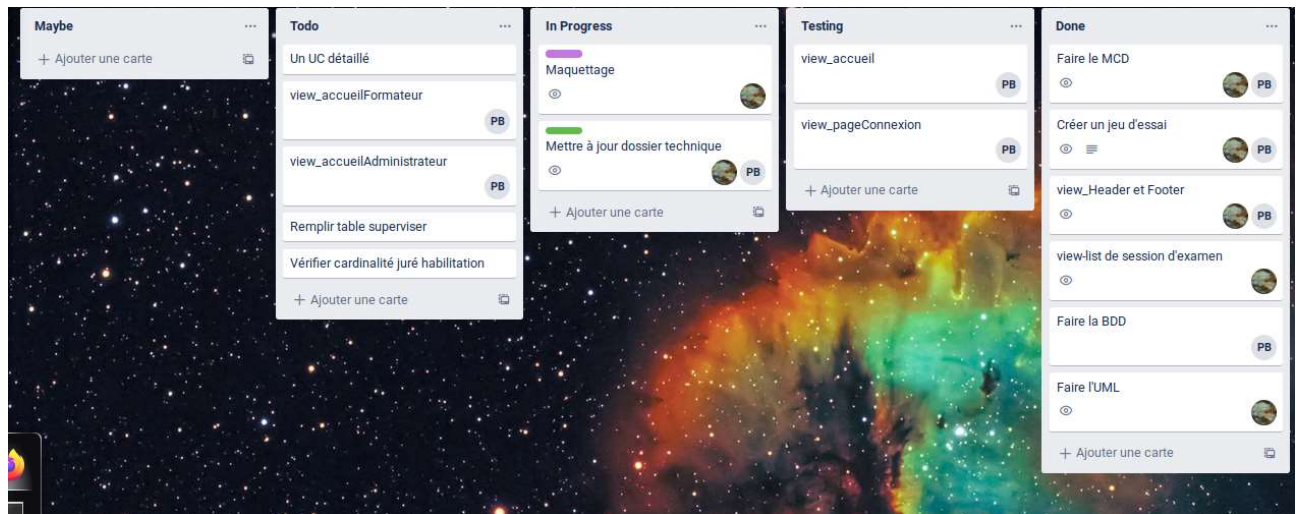 Maybe
+ Ajouter une carte
Todo
Un UC détaillé
view_accueilFormateur
PB
view_accueilAdministrateur
PB
Remplir table superviser
Vérifier cardinalité juré habilitation
+ Ajouter une carte
In Progress
Maquettage
Mettre à jour dossier technique
PB
+ Ajouter une carte
Testing
view_accueil
PB
view_pageConnexion
PB
+ Ajouter une carte
Done
Faire le MCD
PB
Créer un jeu d'essai
PB
view_Header et Footer
PB
view-list de session d'examen
Faire la BDD
PB
Faire l'UML
+ Ajouter une carte